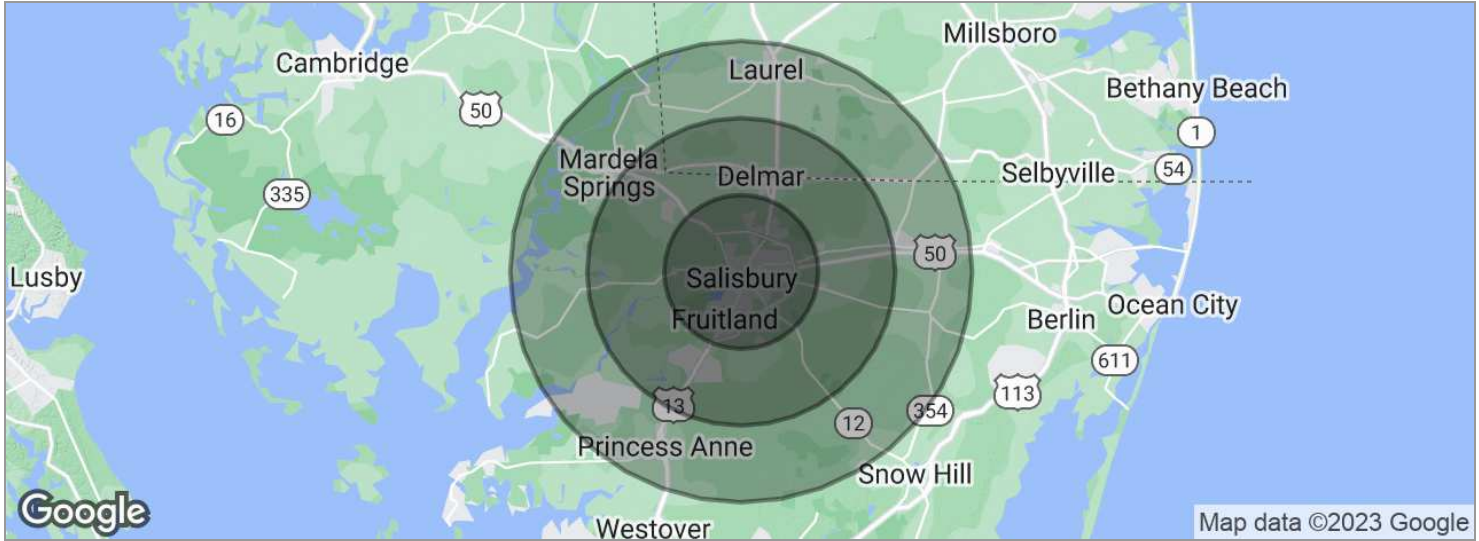 Millsboro
Cambridge
Laurel
Bethany Beach
50
16
1
Mardela
Springs
Delmar
Selbyville
54
335
50
Lusby
Salisbury
Ocean City
Fruitland
Berlin
611
113
13
354
12
Princess Anne
Snow Hill
Google
Westover
Map data ©2023 Google